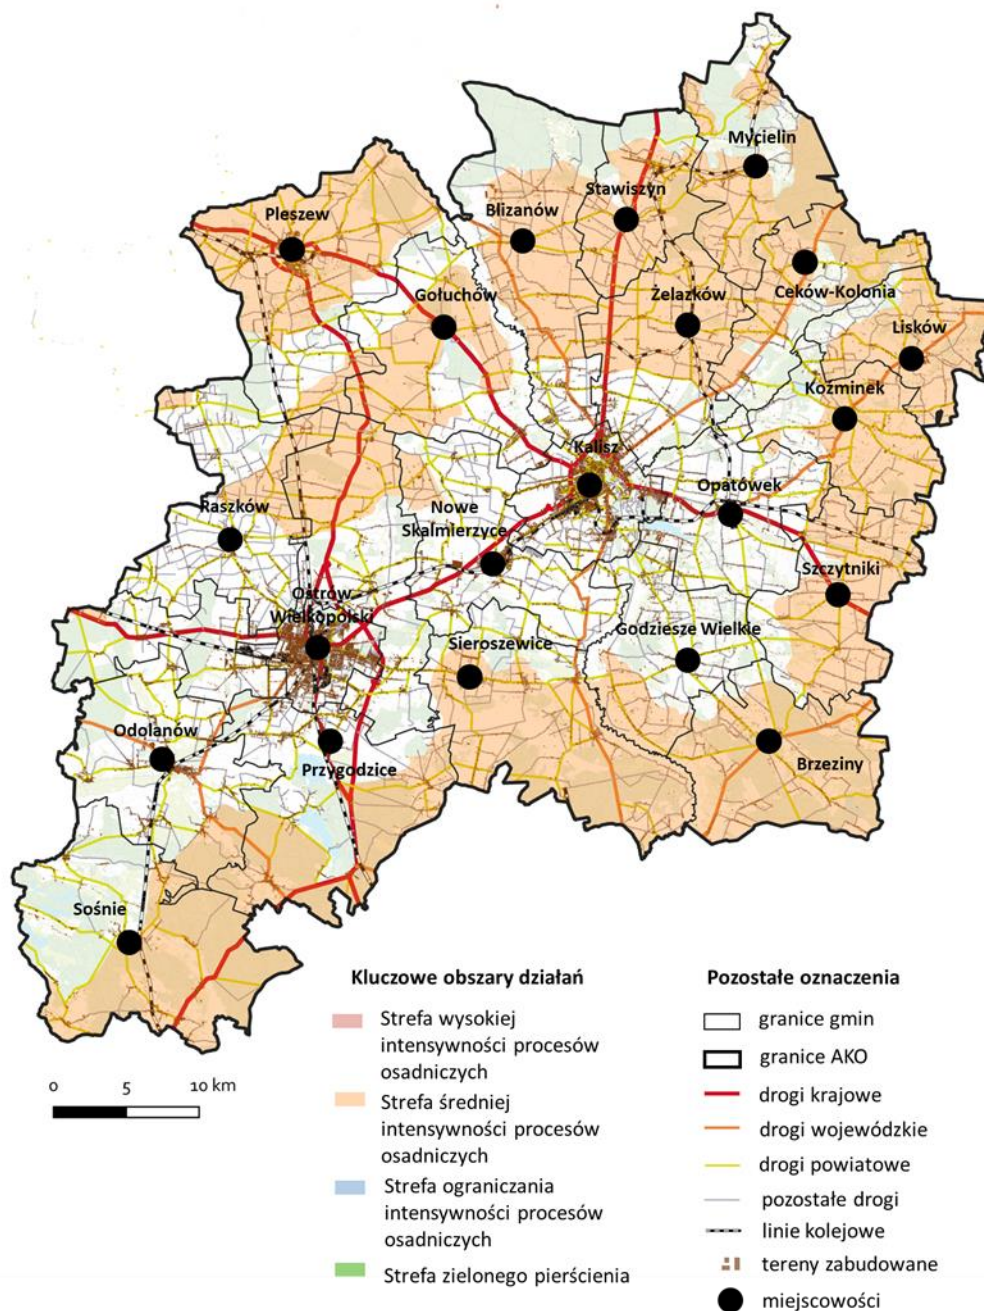 Mycielin
Stawiszyn
Blizanów
Pleszew
Ceków-Kolonia
Żelazków
Gołuchów
Lisków
Koźminek
Kalisz
Opatówek
Raszków
Nowe
Skalmierzyce
Szczytniki
Ostrów
Wielkopolski
Godziesze Wielkie
Sieroszewice
Odolanów
Przygodzice
Brzeziny
Sośnie
0 5 10 km
Kluczowe obszary działań
Strefa wysokiej
intensywności procesów
osadniczych
Strefa średniej
intensywności procesów
osadniczych
Strefa ograniczania
intensywności procesów
osadniczych
Strefa zielonego pierścienia
Pozostałe oznaczenia
granice gmin
granice AKO
drogi krajowe
drogi wojewódzkie
drogi powiatowe
pozostałe drogi
linie kolejowe
tereny zabudowane
miejscowości